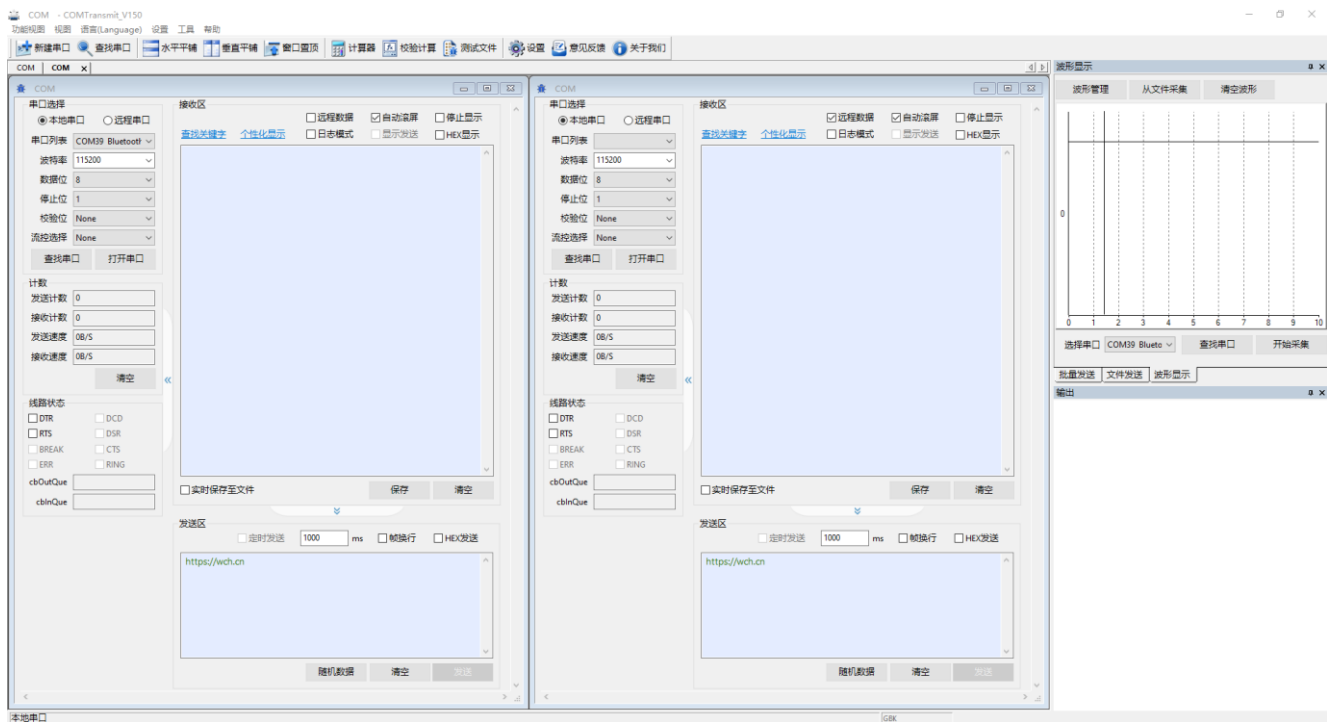 COM - COMTransmit_V150
功能视图 视图 语言(Language) 设置 工具 帮助
新建串口 查找串口 水平平铺 垂直平铺 窗口置顶 计算器 校验计算 测试文件 设置 意见反馈 关于我们
COM COM x
COM
串口选择
本地串口 远程串口
串口列表 COM39 Bluetooth
波特率 115200
数据位 8
停止位 1
校验位 None
流控选择 None
查找串口 打开串口
计数
发送计数 0
接收计数 0
发送速度 0B/S
接收速度 0B/S
清空
线路状态
DTR DCD
RTS DSR
BREAK CTS
ERR RING
cbOutQue
cbInQue
接收区
远程数据 自动滚屏 停止显示
查找关键字 个性化显示 日志模式 显示发送 HEX显示
实时保存至文件 保存 清空
发送区
定时发送 1000 ms 帧换行 HEX发送
https://wch.cn
随机数据 清空 发送
COM
串口选择
本地串口 远程串口
串口列表
波特率 115200
数据位 8
停止位 1
校验位 None
流控选择 None
查找串口 打开串口
计数
发送计数 0
接收计数 0
发送速度 0B/S
接收速度 0B/S
清空
线路状态
DTR DCD
RTS DSR
BREAK CTS
ERR RING
cbOutQue
cbInQue
接收区
远程数据 自动滚屏 停止显示
查找关键字 个性化显示 日志模式 显示发送 HEX显示
实时保存至文件 保存 清空
发送区
定时发送 1000 ms 帧换行 HEX发送
https://wch.cn
随机数据 清空 发送
波形显示
波形管理 从文件采集 清空波形
0
0 1 2 3 4 5 6 7 8 9 10
选择串口 COM39 Blueto 查找串口 开始采集
批量发送 文件发送 波形显示
输出
本地串口 GBK